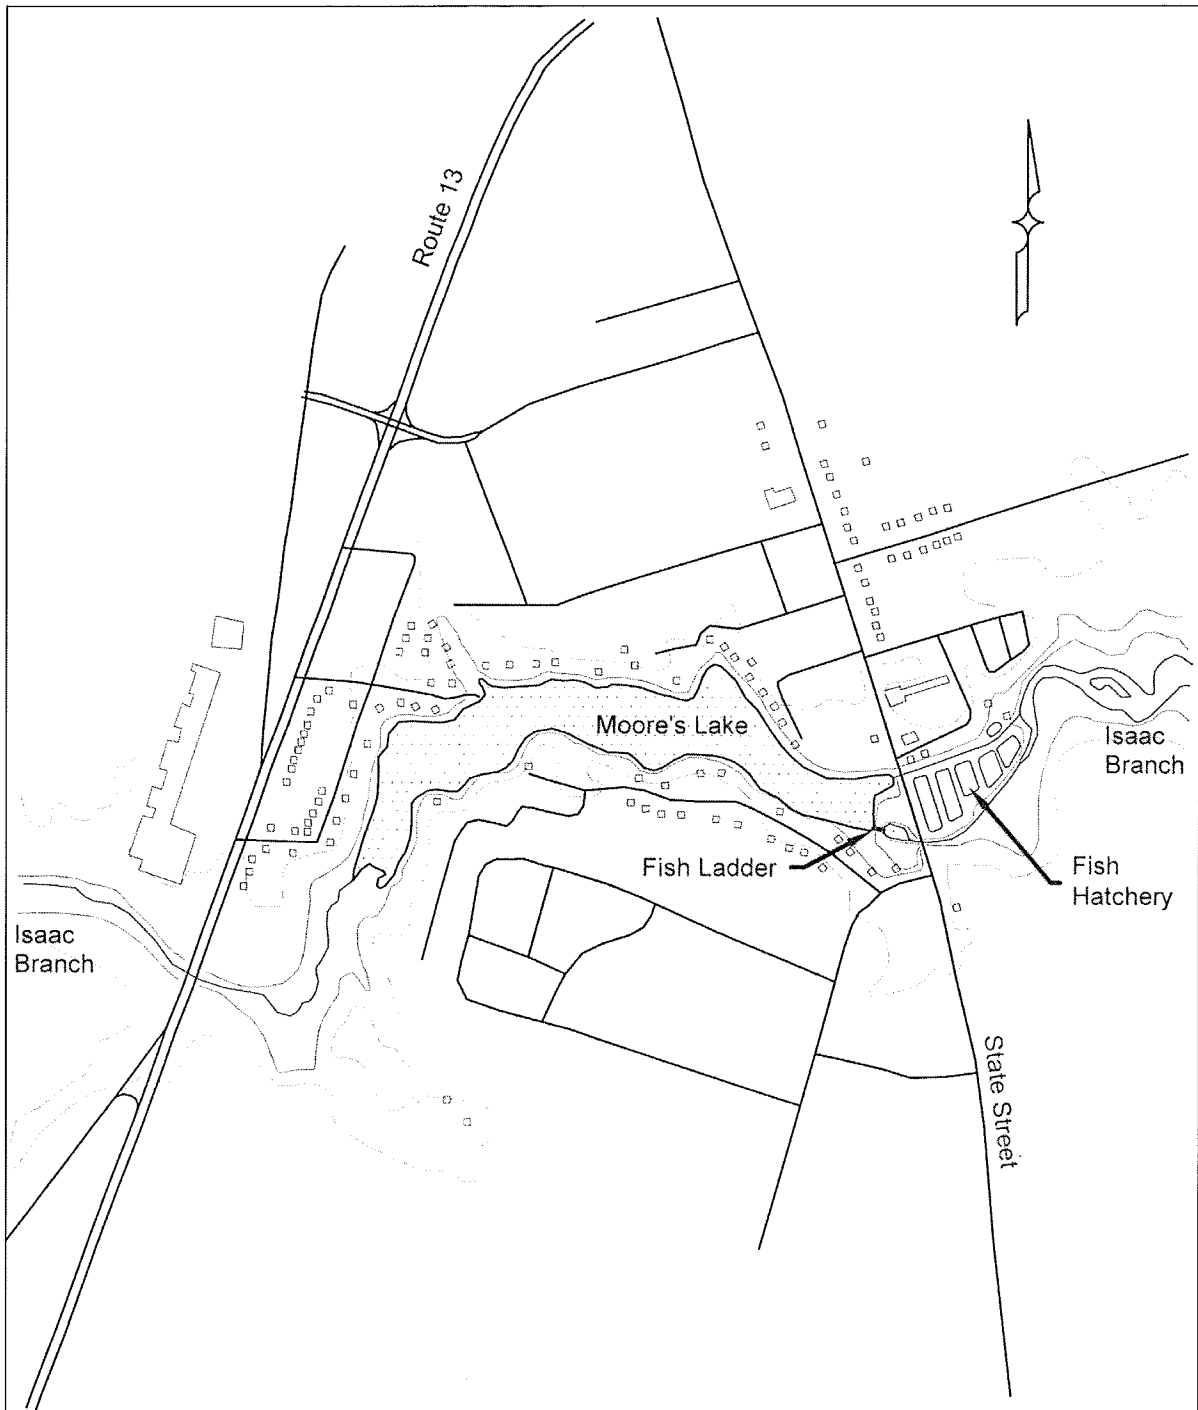 Route 13
Moore's Lake
Isaac
Branch
Fish Ladder
Fish
Hatchery
Isaac
Branch
State Street